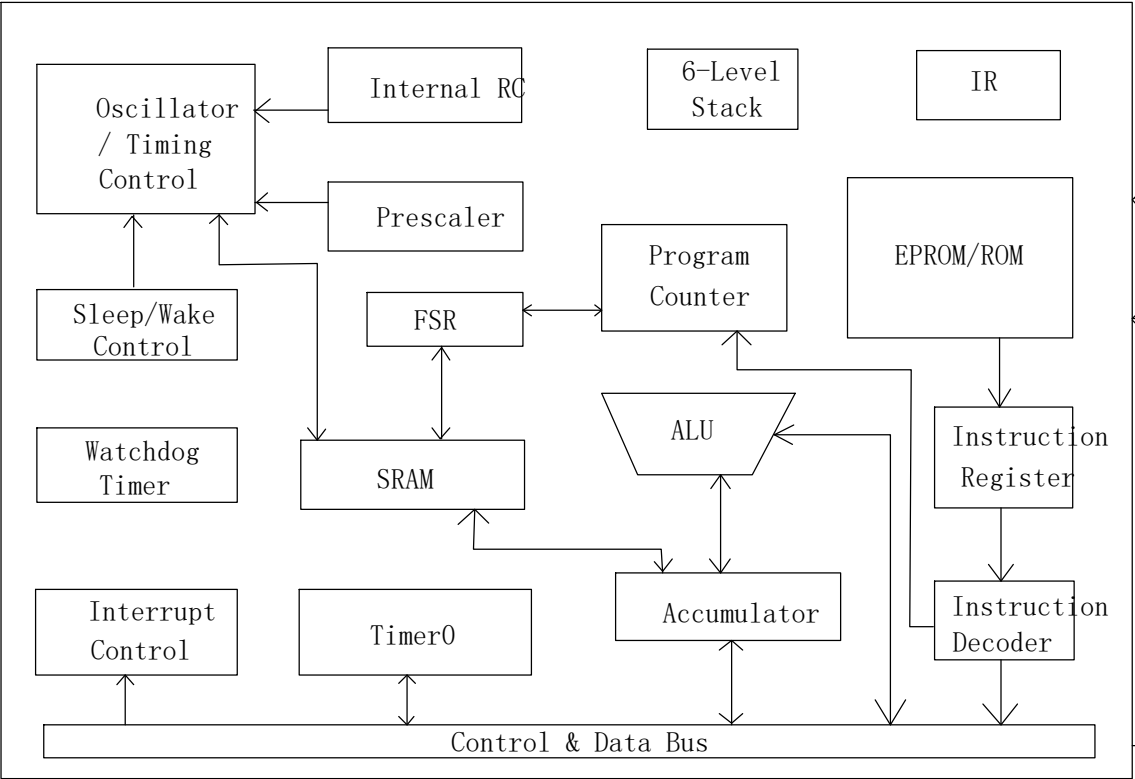 Internal RC
6-Level
Stack
IR
Oscillator
/ Timing
Control
Prescaler
Program
Counter
EPROM/ROM
Sleep/Wake
Control
FSR
Watchdog
Timer
SRAM
ALU
Instruction
Register
Interrupt
Control
Timer0
Accumulator
Instruction
Decoder
Control & Data Bus